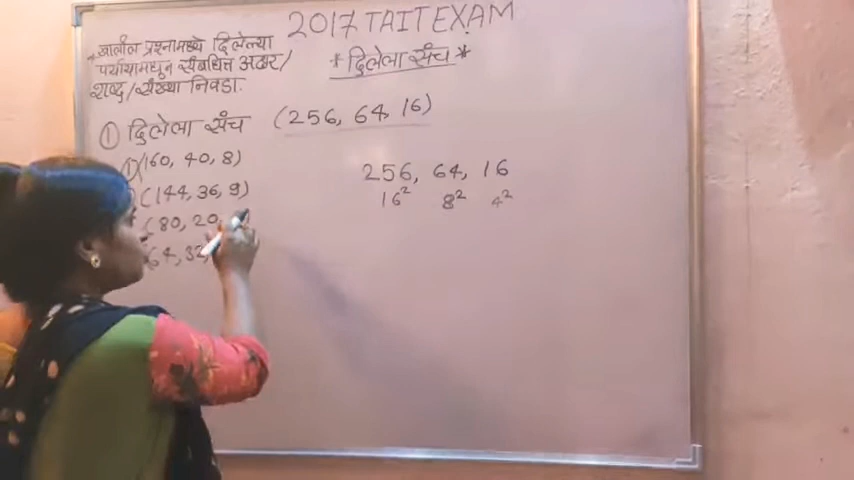 2017 TAIT EXAM
* दिलेला संच *
* खालील प्रश्नामध्ये दिलेल्या
पर्यायामधून संबंधित अक्षर/
शब्द/संख्या निवडा.
① दिलेला संच (256, 64, 16)
(160, 40, 8)
(144, 36, 9)
(80, 20
64, 32,
256, 64, 16
16² 8² 4²